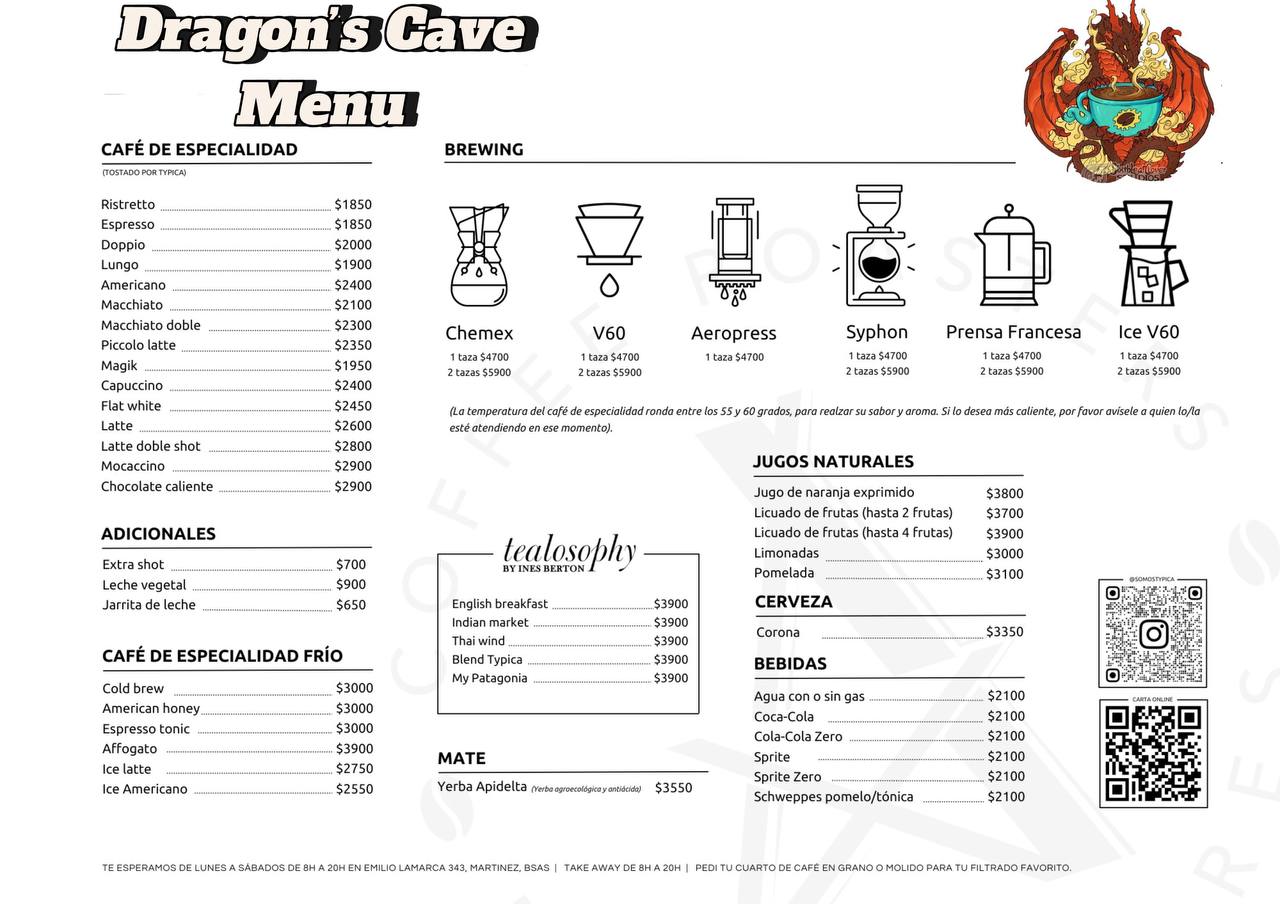 Dragon's Cave
Menu
CAFÉ DE ESPECIALIDAD
(TOSTADO POR TYPICA)
Ristretto $1850
Espresso $1850
Doppio $2000
Lungo $1900
Americano $2400
Macchiato $2100
Macchiato doble $2300
Piccolo latte $2350
Magik $1950
Capuccino $2400
Flat white $2450
Latte $2600
Latte doble shot $2800
Mocaccino $2900
Chocolate caliente $2900
ADICIONALES
Extra shot $700
Leche vegetal $900
Jarrita de leche $650
CAFÉ DE ESPECIALIDAD FRÍO
Cold brew $3000
American honey $3000
Espresso tonic $3000
Affogato $3900
Ice latte $2750
Ice Americano $2550
BREWING
Chemex
1 taza $4700
2 tazas $5900
V60
1 taza $4700
2 tazas $5900
Aeropress
1 taza $4700
Syphon
1 taza $4700
2 tazas $5900
Prensa Francesa
1 taza $4700
2 tazas $5900
Ice V60
1 taza $4700
2 tazas $5900
(La temperatura del café de especialidad ronda entre los 55 y 60 grados, para realzar su sabor y aroma. Si lo desea más caliente, por favor avísele a quien lo/la
esté atendiendo en ese momento).
tealosophy
BY INES BERTON
English breakfast $3900
Indian market $3900
Thai wind $3900
Blend Typica $3900
My Patagonia $3900
MATE
Yerba Apidelta (Yerba agroecológica y antiácida) $3550
JUGOS NATURALES
Jugo de naranja exprimido $3800
Licuado de frutas (hasta 2 frutas) $3700
Licuado de frutas (hasta 4 frutas) $3900
Limonadas $3000
Pomelada $3100
CERVEZA
Corona $3350
BEBIDAS
Agua con o sin gas $2100
Coca-Cola $2100
Cola-Cola Zero $2100
Sprite $2100
Sprite Zero $2100
Schweppes pomelo/tónica $2100
@SOMOSTYPICA
CARTA ONLINE
COFFEE ROASTERS
TE ESPERAMOS DE LUNES A SÁBADOS DE 8H A 20H EN EMILIO LAMARCA 343, MARTINEZ, BSAS | TAKE AWAY DE 8H A 20H | PEDI TU CUARTO DE CAFÉ EN GRANO O MOLIDO PARA TU FILTRADO FAVORITO.